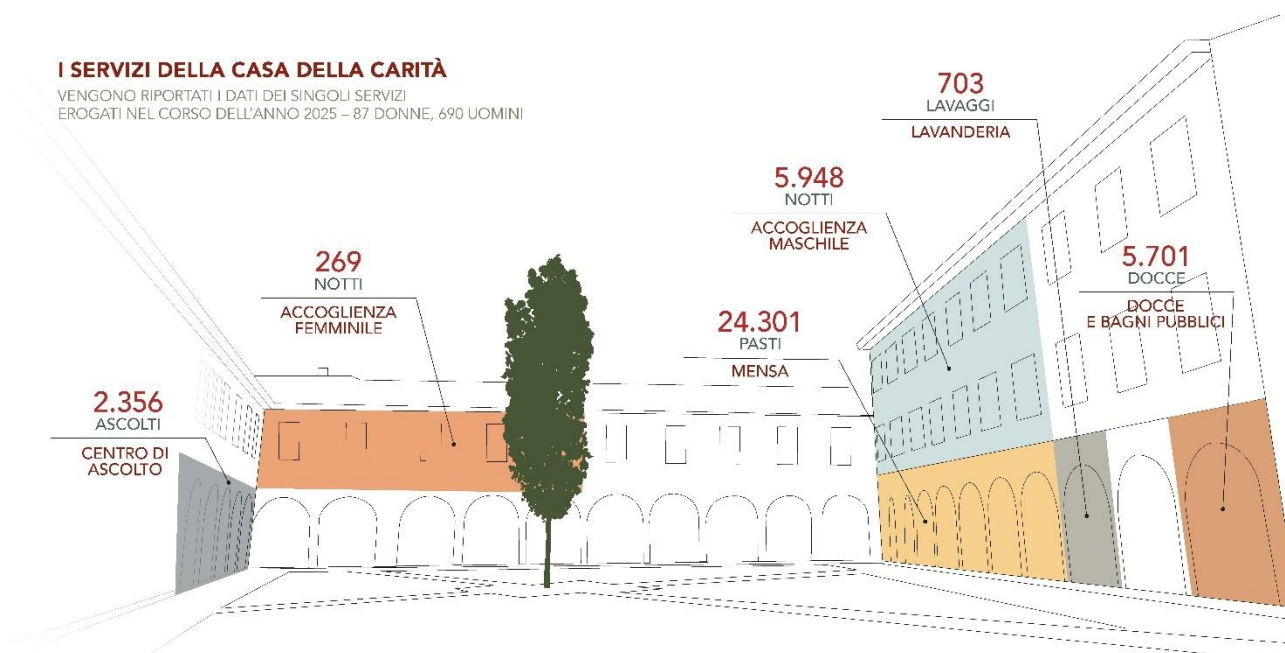 I SERVIZI DELLA CASA DELLA CARITÀ
VENGONO RIPORTATI I DATI DEI SINGOLI SERVIZI
EROGATI NEL CORSO DELL'ANNO 2025 – 87 DONNE, 690 UOMINI
2.356
ASCOLTI
CENTRO DI
ASCOLTO
269
NOTTI
ACCOGLIENZA
FEMMINILE
24.301
PASTI
MENSA
5.948
NOTTI
ACCOGLIENZA
MASCHILE
703
LAVAGGI
LAVANDERIA
5.701
DOCCE
DOCCE
E BAGNI PUBBLICI